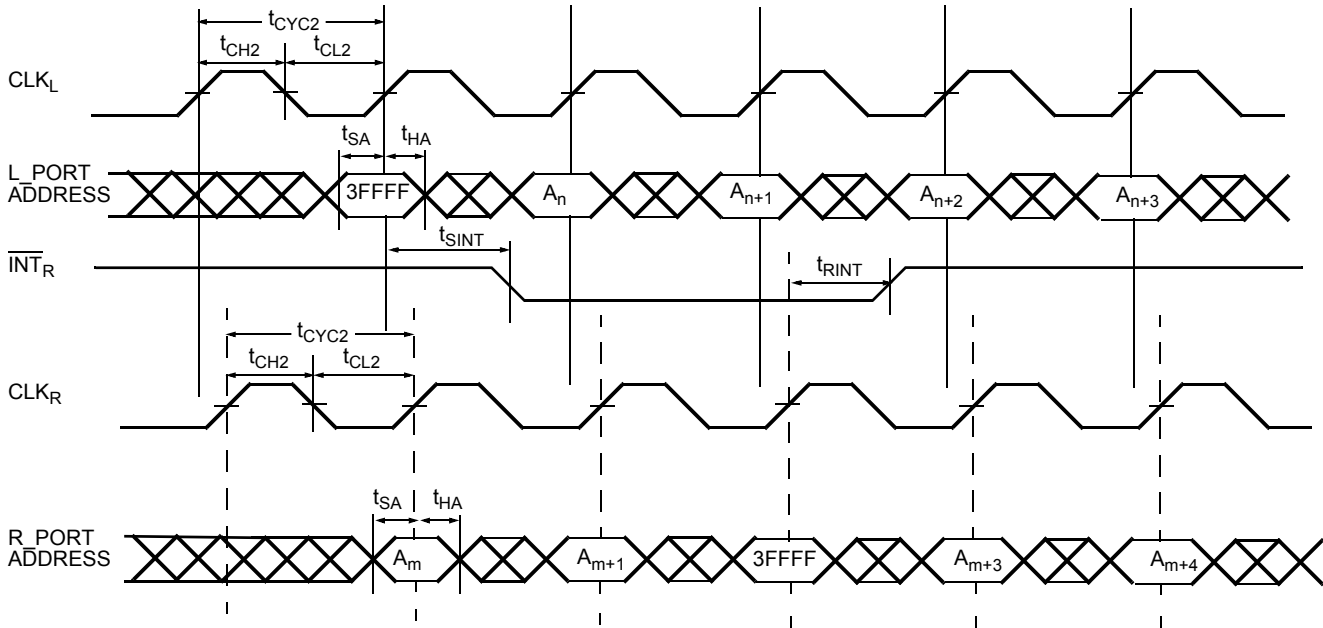 tCYC2
tCH2 tCL2
CLKL
tSA tHA
L_PORT
ADDRESS
3FFFF An An+1 An+2 An+3
tSINT
INTR
tRINT
tCYC2
tCH2 tCL2
CLKR
tSA tHA
R_PORT
ADDRESS
Am Am+1 3FFFF Am+3 Am+4